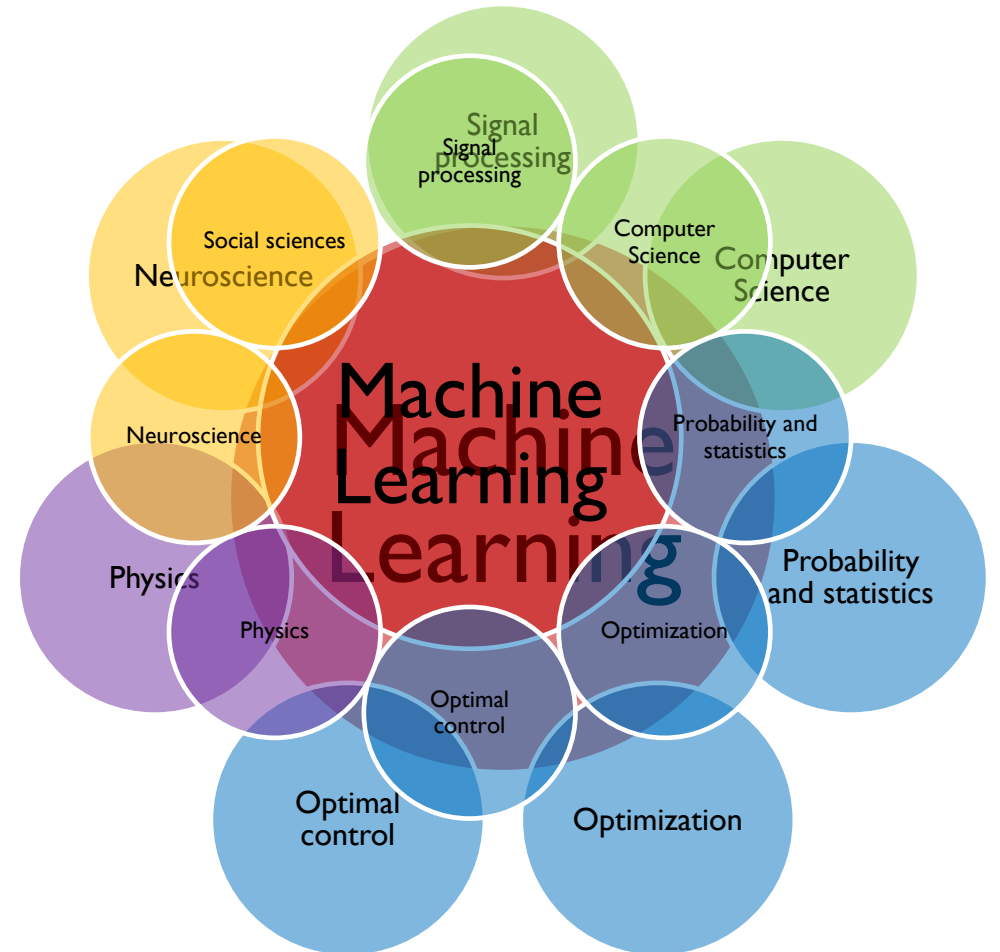 Signal
processing
Signal
processing
Social sciences
Neuroscience
Computer
Science
Computer
Science
Neuroscience
Machine
Learning
Machine
Learning
Probability and
statistics
Physics
Probability
and statistics
Physics
Optimization
Optimal
control
Optimal
control
Optimization